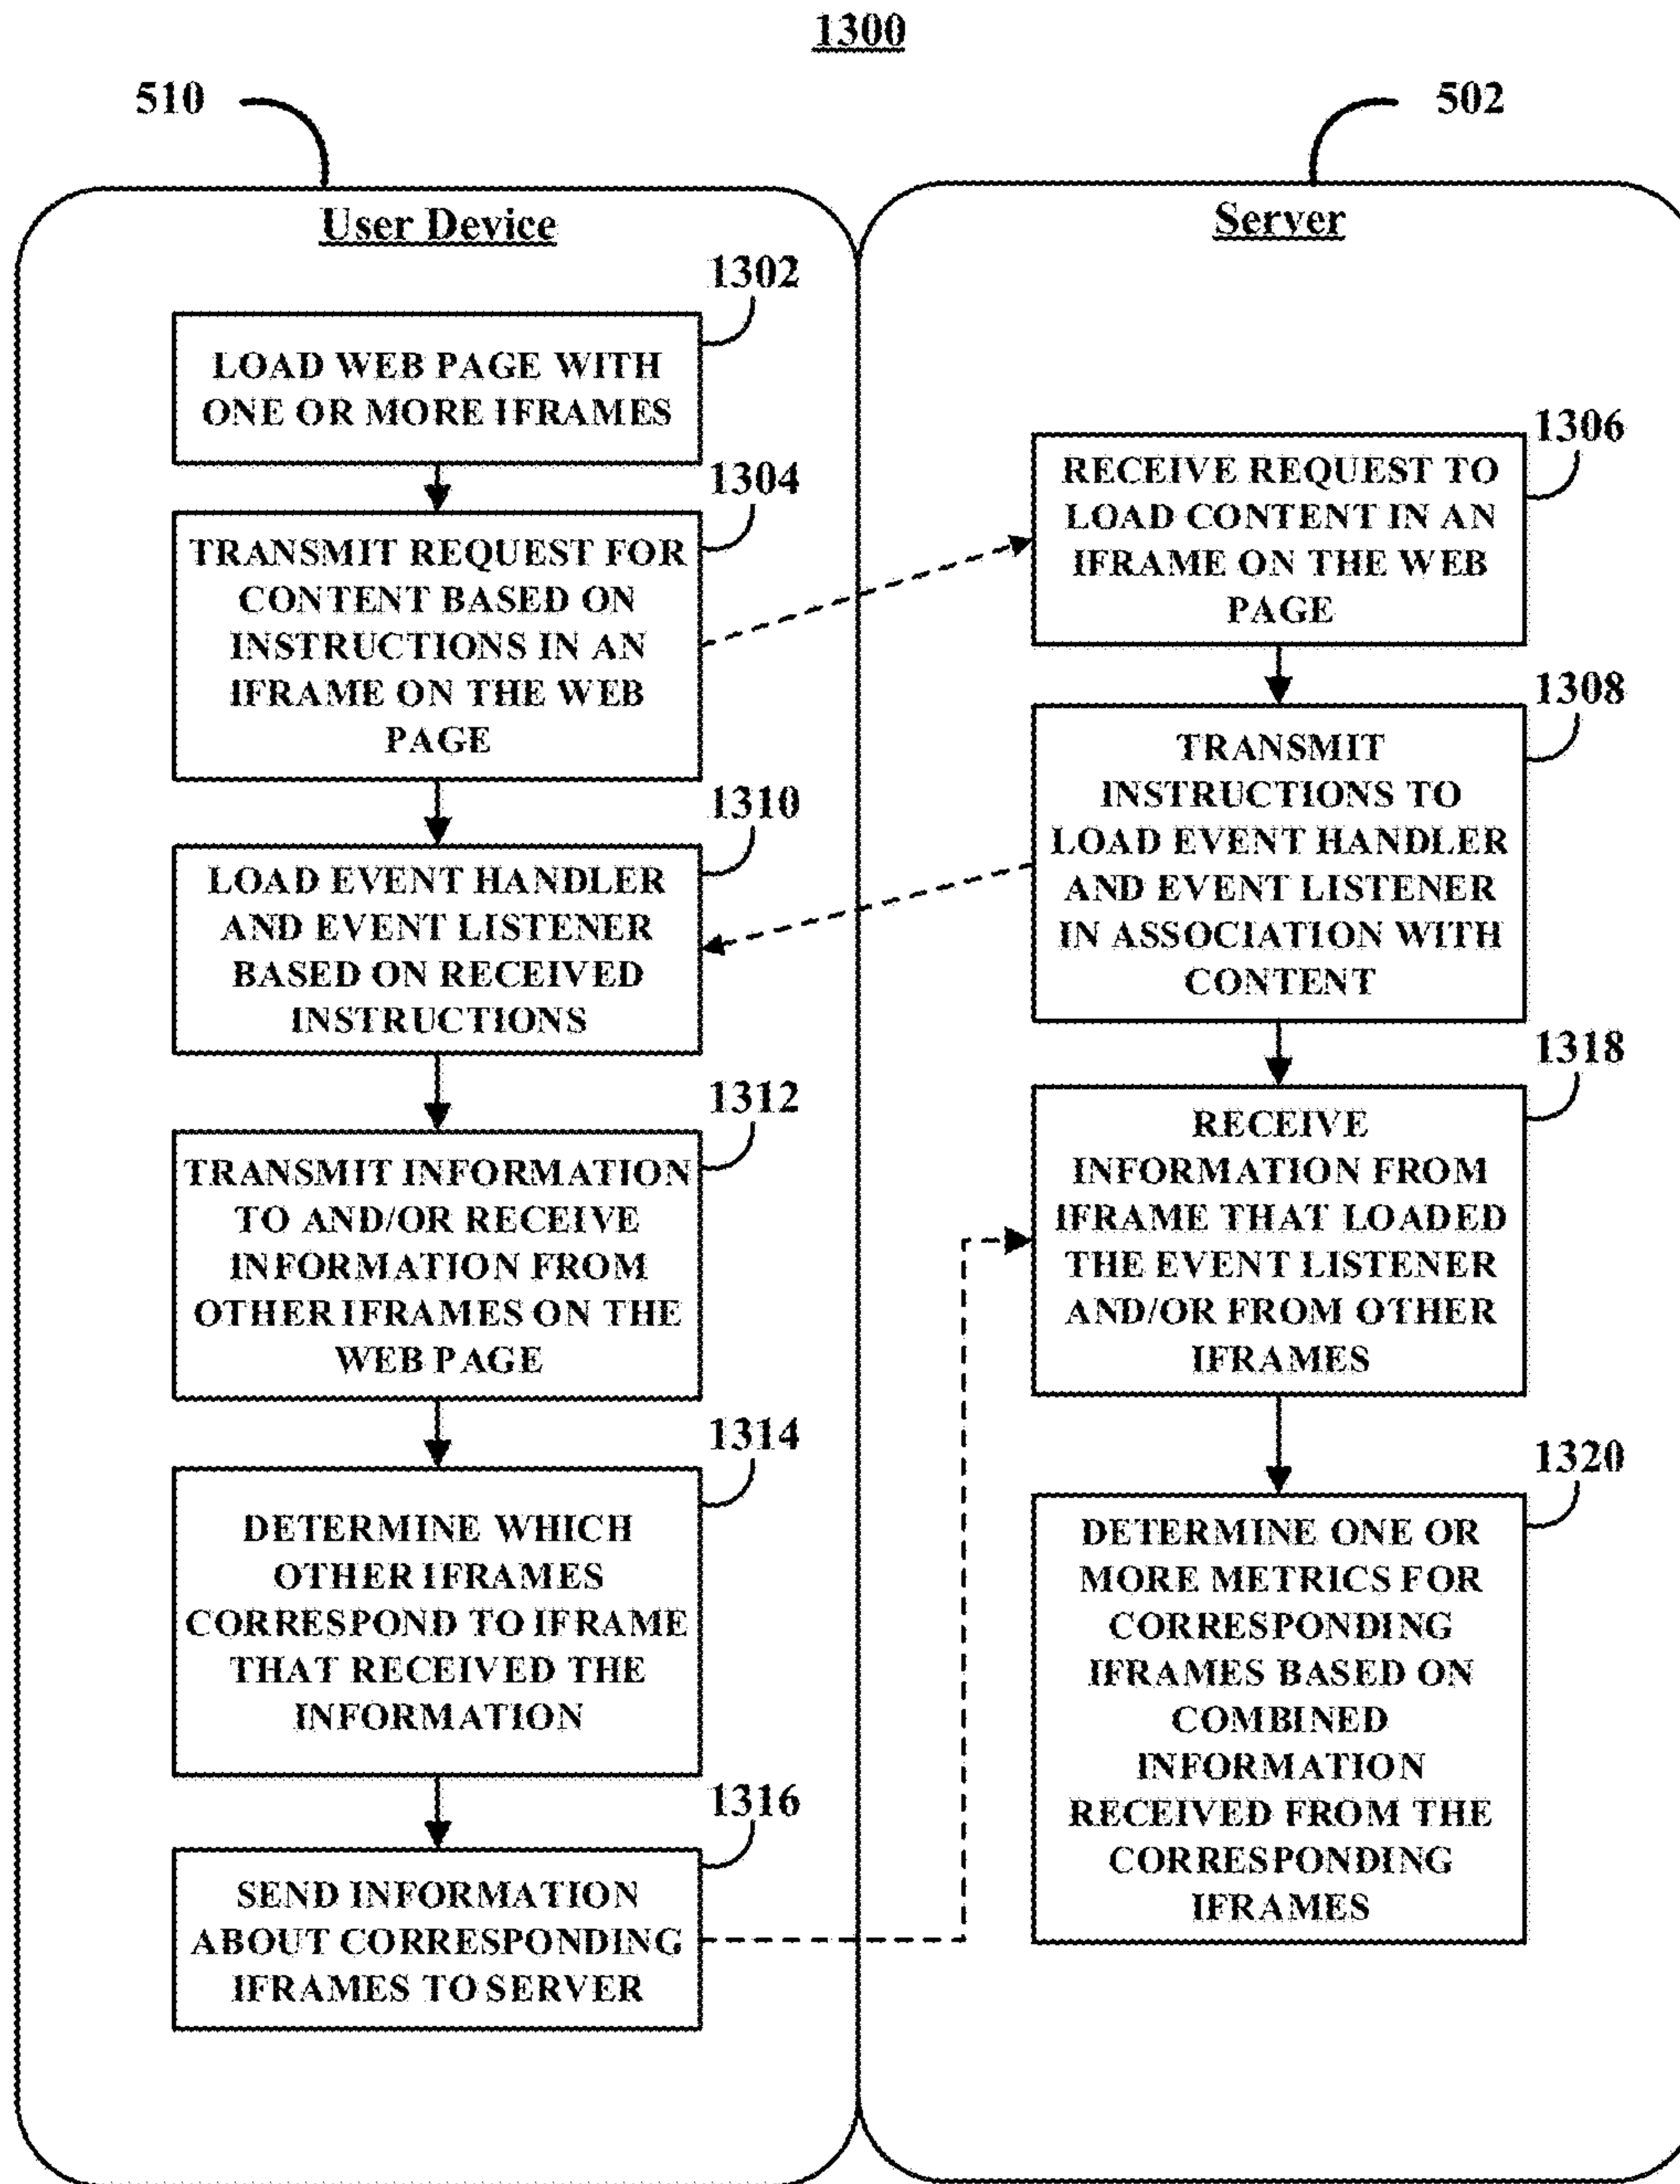 1300
510
502
User Device
Server
1302
LOAD WEB PAGE WITH
ONE OR MORE IFRAMES
1304
TRANSMIT REQUEST FOR
CONTENT BASED ON
INSTRUCTIONS IN AN
IFRAME ON THE WEB
PAGE
1310
LOAD EVENT HANDLER
AND EVENT LISTENER
BASED ON RECEIVED
INSTRUCTIONS
1312
TRANSMIT INFORMATION
TO AND/OR RECEIVE
INFORMATION FROM
OTHER IFRAMES ON THE
WEB PAGE
1314
DETERMINE WHICH
OTHER IFRAMES
CORRESPOND TO IFRAME
THAT RECEIVED THE
INFORMATION
1316
SEND INFORMATION
ABOUT CORRESPONDING
IFRAMES TO SERVER
1306
RECEIVE REQUEST TO
LOAD CONTENT IN AN
IFRAME ON THE WEB
PAGE
1308
TRANSMIT
INSTRUCTIONS TO
LOAD EVENT HANDLER
AND EVENT LISTENER
IN ASSOCIATION WITH
CONTENT
1318
RECEIVE
INFORMATION FROM
IFRAME THAT LOADED
THE EVENT LISTENER
AND/OR FROM OTHER
IFRAMES
1320
DETERMINE ONE OR
MORE METRICS FOR
CORRESPONDING
IFRAMES BASED ON
COMBINED
INFORMATION
RECEIVED FROM THE
CORRESPONDING
IFRAMES